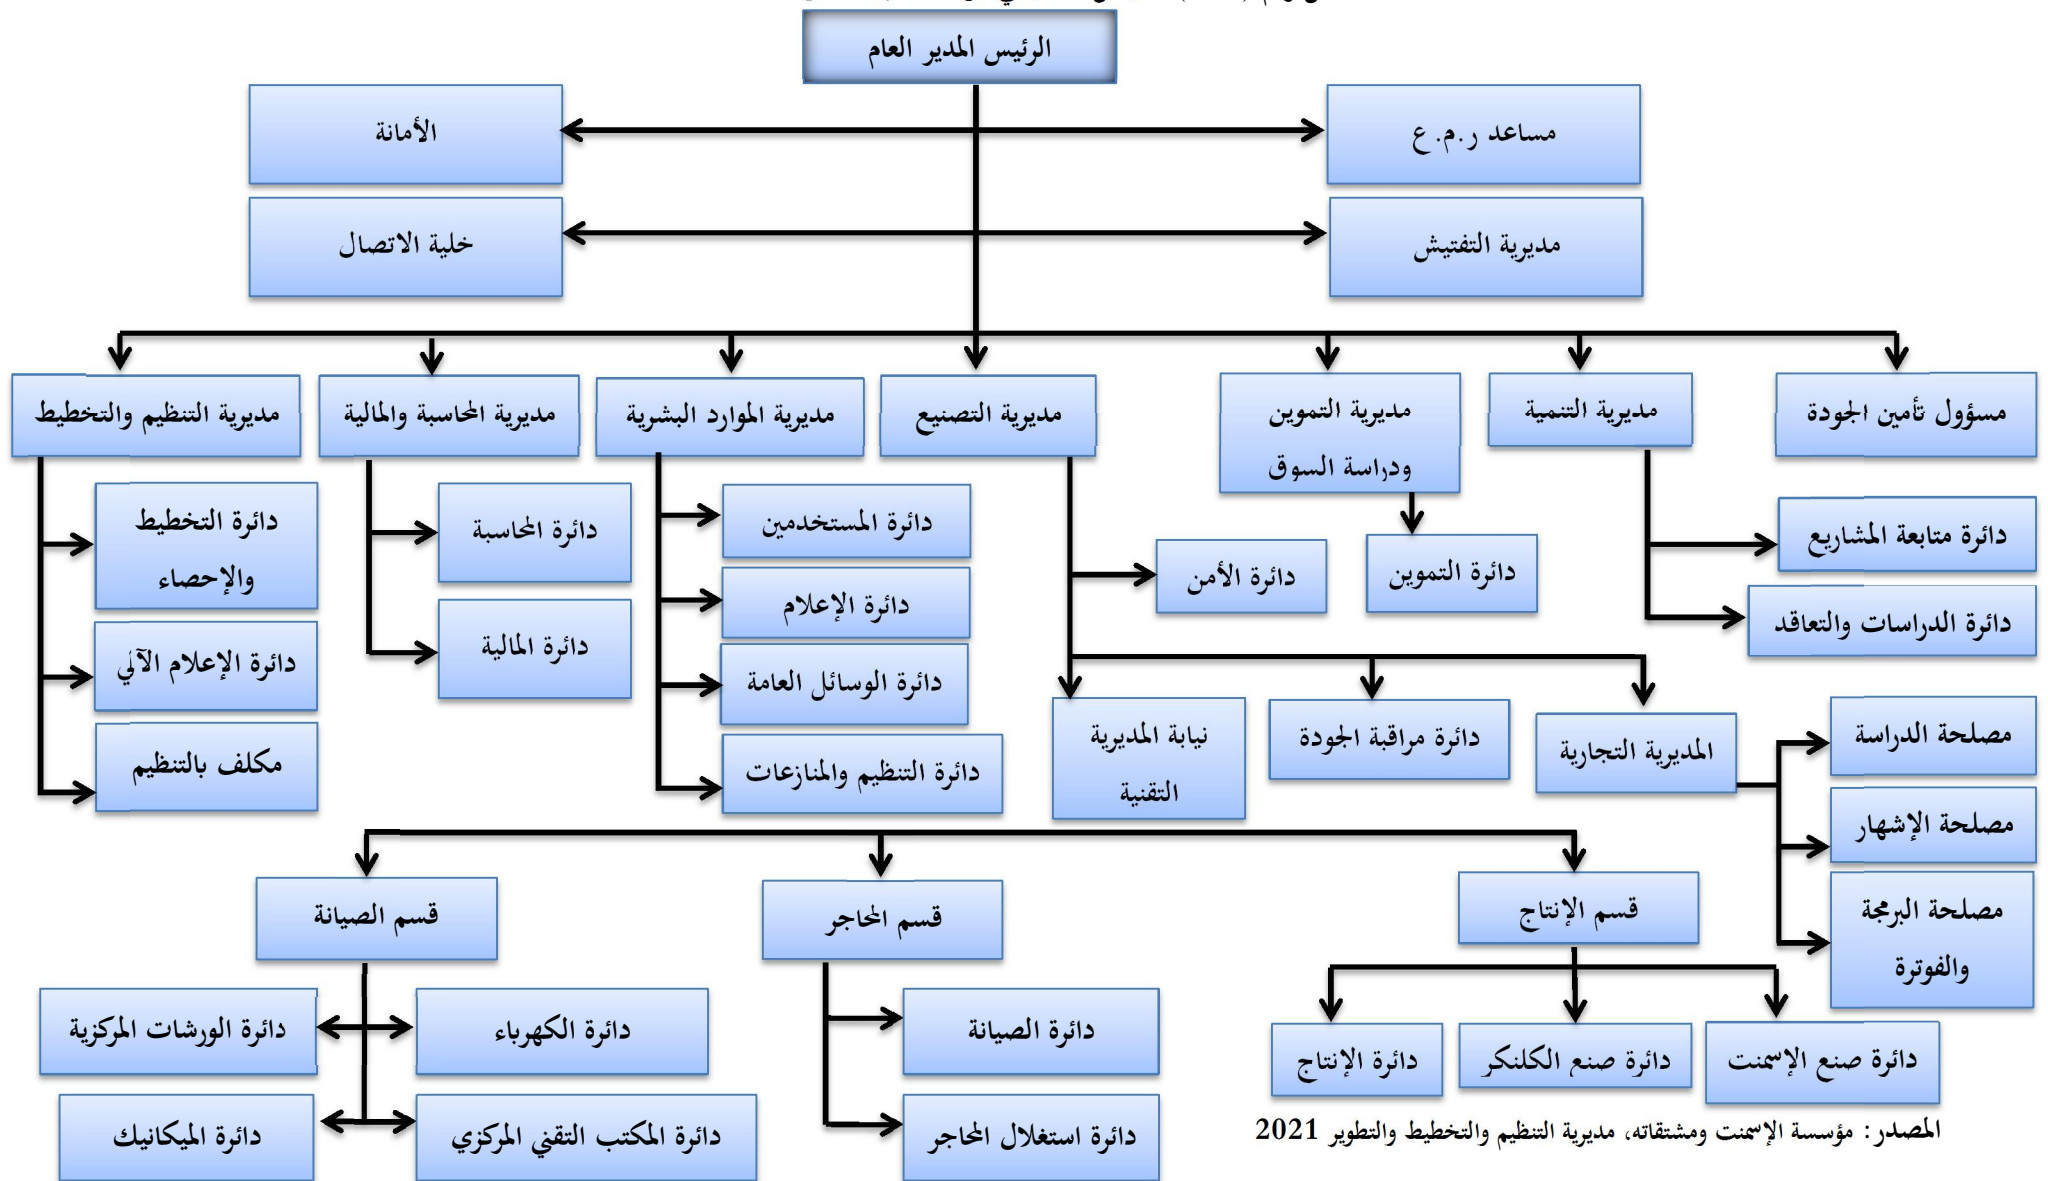 الرئيس المدير العام
مساعد ر.م.ع
الأمانة
مديرية التفتيش
خلية الاتصال
مسؤول تأمين الجودة
مديرية التنمية
مديرية التموين
ودراسة السوق
مديرية التصنيع
مديرية الموارد البشرية
مديرية المحاسبة والمالية
مديرية التنظيم والتخطيط
دائرة متابعة المشاريع
دائرة الدراسات والتعاقد
دائرة التموين
دائرة الأمن
دائرة المستخدمين
دائرة الإعلام
دائرة الوسائل العامة
دائرة التنظيم والمنازعات
دائرة المحاسبة
دائرة المالية
دائرة التخطيط
والإحصاء
دائرة الإعلام الآلي
مكلف بالتنظيم
المديرية التجارية
دائرة مراقبة الجودة
نيابة المديرية
التقنية
مصلحة الدراسة
مصلحة الإشهار
مصلحة البرمجة
والفوترة
قسم الإنتاج
قسم المحاجر
قسم الصيانة
دائرة صنع الإسمنت
دائرة صنع الكلنكر
دائرة الإنتاج
دائرة الصيانة
دائرة استغلال المحاجر
دائرة الكهرباء
دائرة الورشات المركزية
دائرة المكتب التقني المركزي
دائرة الميكانيك
المصدر: مؤسسة الإسمنت ومشتقاته، مديرية التنظيم والتخطيط والتطوير 2021